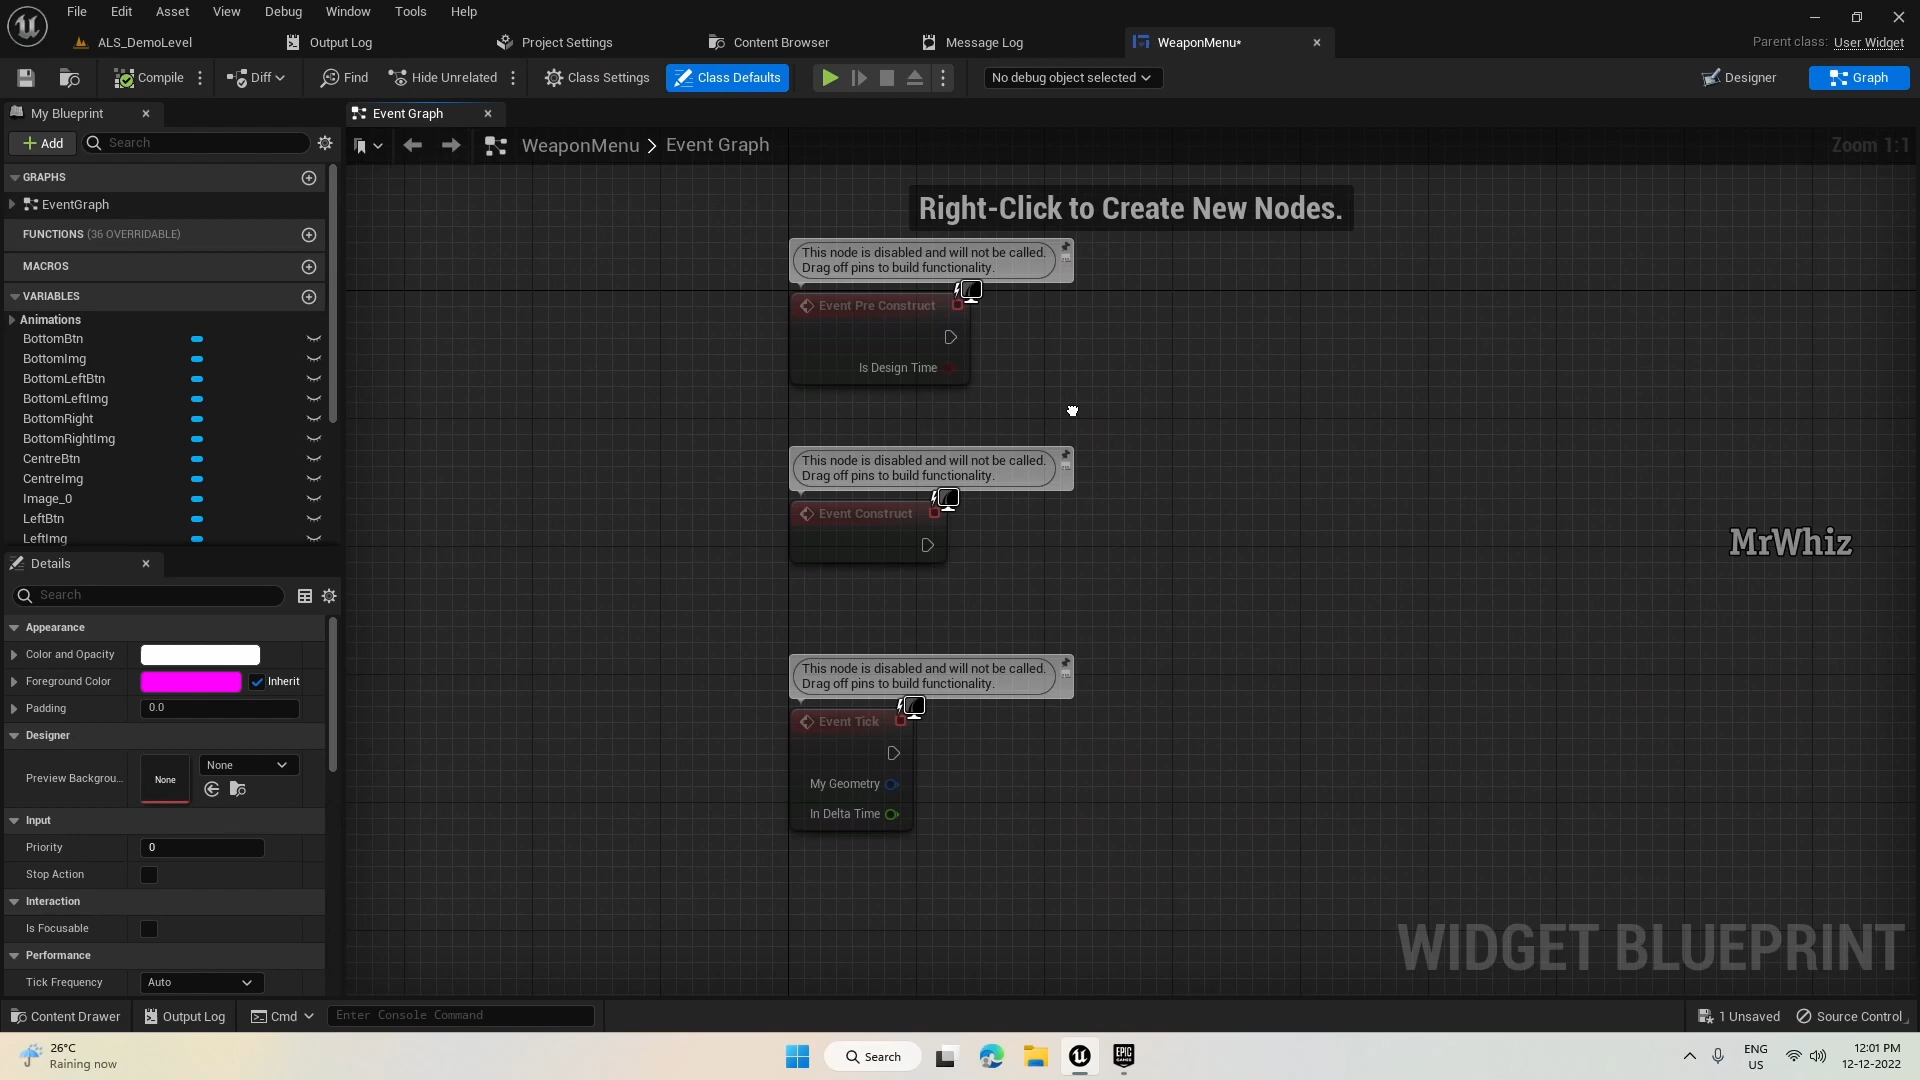 File Edit Asset View Debug Window Tools Help
ALS_DemoLevel Output Log Project Settings Content Browser Message Log WeaponMenu*
Parent class: User Widget
Compile Diff Find Hide Unrelated Class Settings Class Defaults No debug object selected Designer Graph
My Blueprint
Event Graph
Add Search
WeaponMenu > Event Graph
Zoom 1:1
GRAPHS
EventGraph
FUNCTIONS (36 OVERRIDABLE)
MACROS
VARIABLES
Animations
BottomBtn
BottomImg
BottomLeftBtn
BottomLeftImg
BottomRight
BottomRightImg
CentreBtn
CentreImg
Image_0
LeftBtn
LeftImg
Details
Search
Appearance
Color and Opacity
Foreground Color Inherit
Padding 0.0
Designer
Preview Backgrou... None None
Input
Priority 0
Stop Action
Interaction
Is Focusable
Performance
Tick Frequency Auto
Right-Click to Create New Nodes.
This node is disabled and will not be called.
Drag off pins to build functionality.
Event Pre Construct
Is Design Time
This node is disabled and will not be called.
Drag off pins to build functionality.
Event Construct
This node is disabled and will not be called.
Drag off pins to build functionality.
Event Tick
My Geometry
In Delta Time
MrWhiz
WIDGET BLUEPRINT
Content Drawer Output Log Cmd Enter Console Command 1 Unsaved Source Control
26°C
Raining now
Search
EPIC
GAMES
ENG
US
12:01 PM
12-12-2022